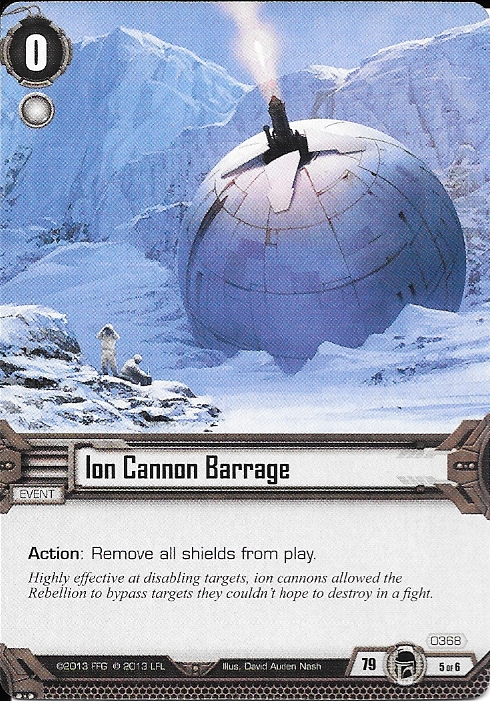 0
Ion Cannon Barrage
EVENT
Action: Remove all shields from play.
Highly effective at disabling targets, ion cannons allowed the
Rebellion to bypass targets they couldn't hope to destroy in a fight.
0368
©2013 FFG © 2013 LFL Illus. David Auden Nash 79 5 OF 6